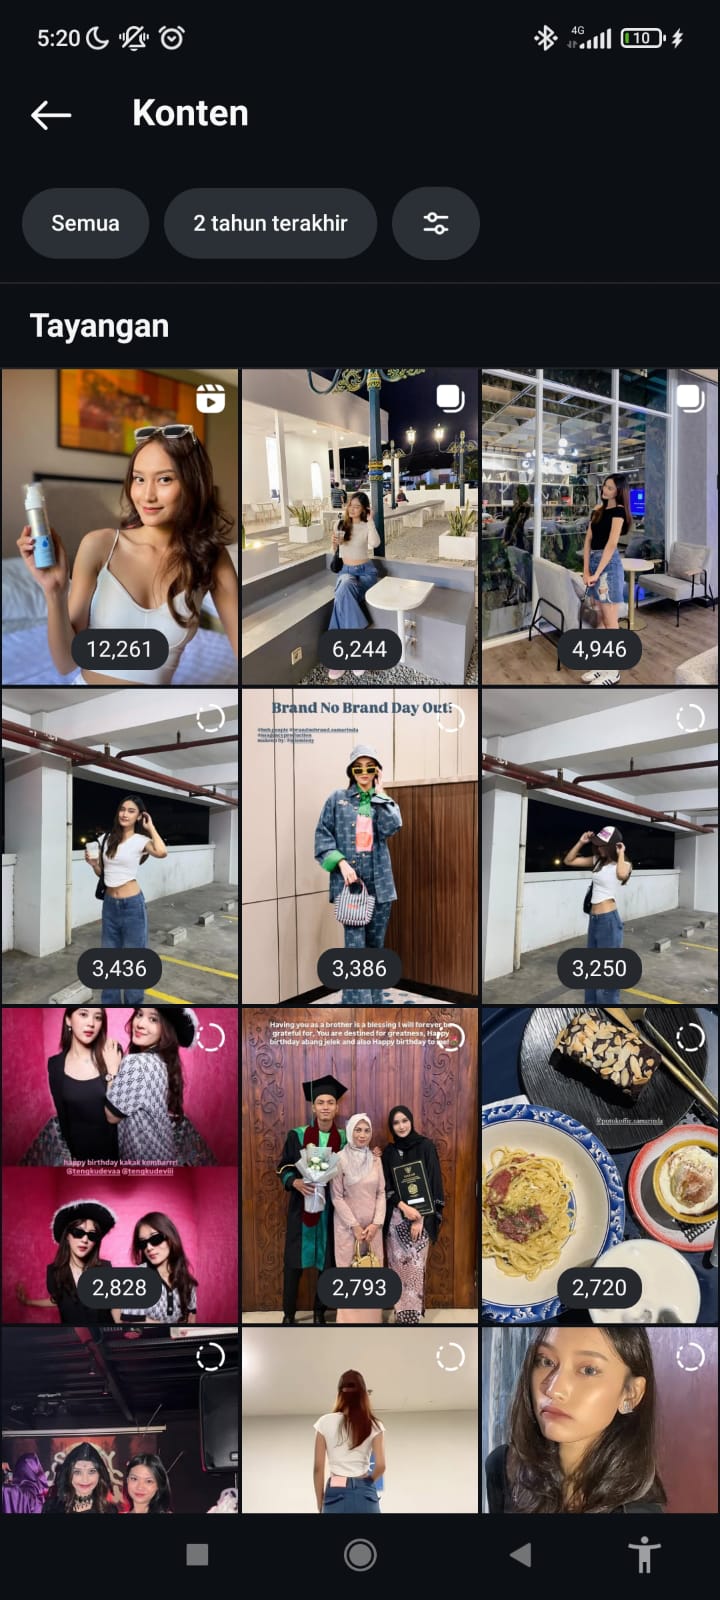 5:20
4G
10
Konten
Semua
2 tahun terakhir
Tayangan
12,261
6,244
4,946
Brand No Brand Day Out:
3,436
3,386
3,250
Having you as a brother is a blessing I will forever be
grateful for, You are destined for greatness, Happy
birthday abang jelek and also Happy birthday to me!
happy birthday kakak kembarrr!
@tengkudevaa @tengkudeviii
2,828
2,793
2,720